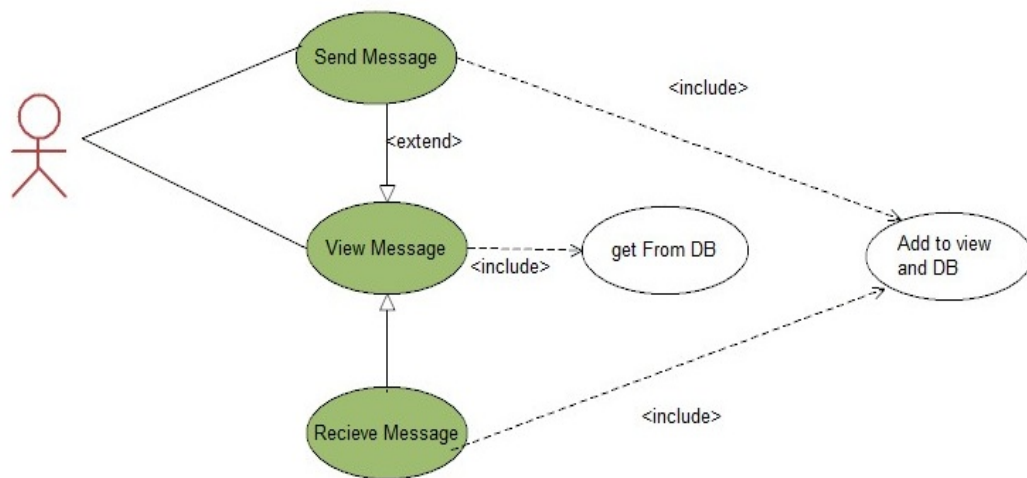 Send Message
<include>
<extend>
View Message
<include>
get From DB
Add to view
and DB
Recieve Message
<include>